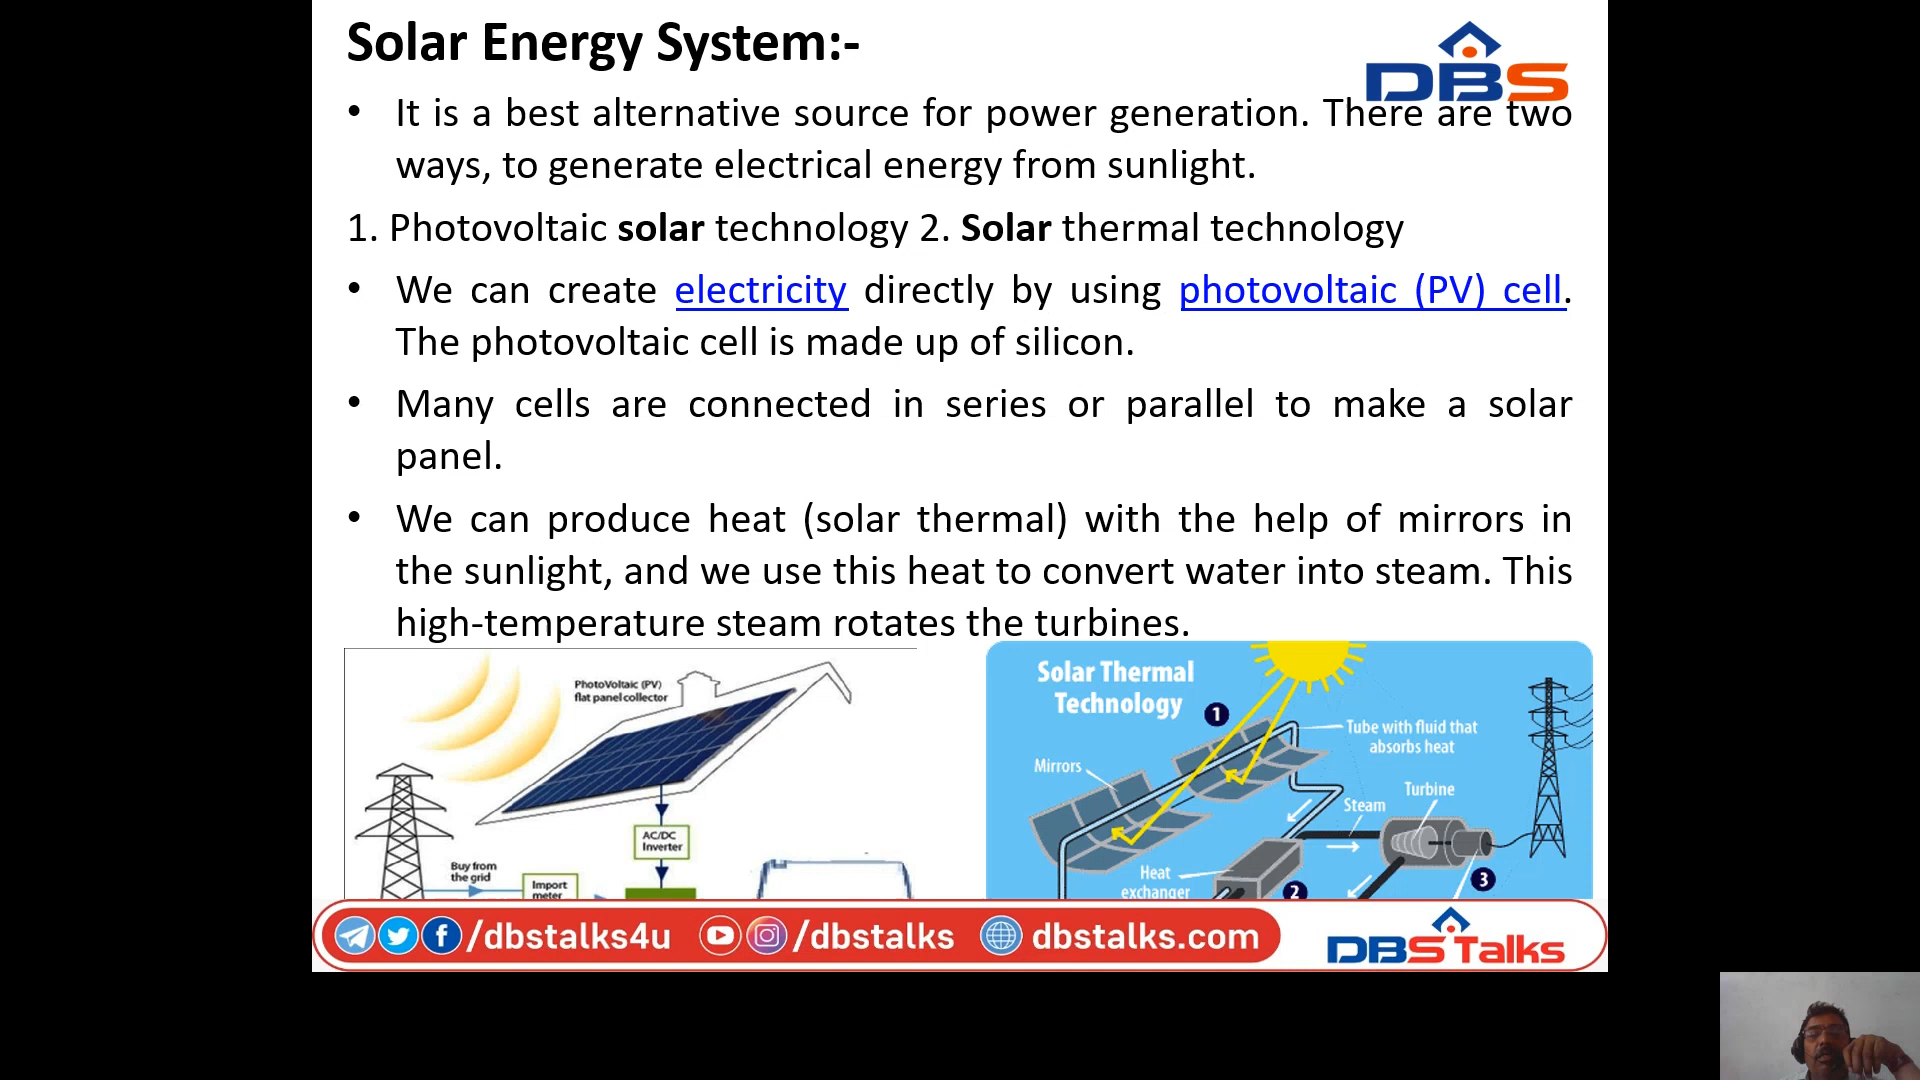 Solar Energy System:-
DBS
• It is a best alternative source for power generation. There are two
ways, to generate electrical energy from sunlight.
1. Photovoltaic solar technology 2. Solar thermal technology
• We can create electricity directly by using photovoltaic (PV) cell.
The photovoltaic cell is made up of silicon.
• Many cells are connected in series or parallel to make a solar
panel.
• We can produce heat (solar thermal) with the help of mirrors in
the sunlight, and we use this heat to convert water into steam. This
high-temperature steam rotates the turbines.
PhotoVoltaic (PV)
flat panel collector
AC/DC
Inverter
Buy from
the grid
Import
meter
Solar Thermal
Technology
1
Tube with fluid that
absorbs heat
Mirrors
Turbine
Steam
Heat
exchanger
2
3
/dbstalks4u
/dbstalks
dbstalks.com
DBS Talks